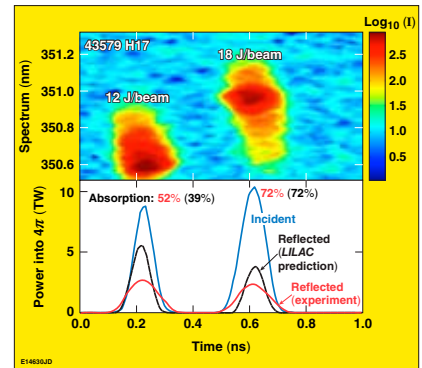 Log10 (I)
43579 H17
18 J/beam
12 J/beam
Spectrum (nm)
351.2
351.0
350.8
350.6
2.5
2.0
1.5
1.0
0.5
Absorption: 52% (39%)
72% (72%)
Incident
Reflected
(LILAC
prediction)
Reflected
(experiment)
Power into 4π (TW)
10
5
0
0.0 0.2 0.4 0.6 0.8 1.0
Time (ns)
E14630JD